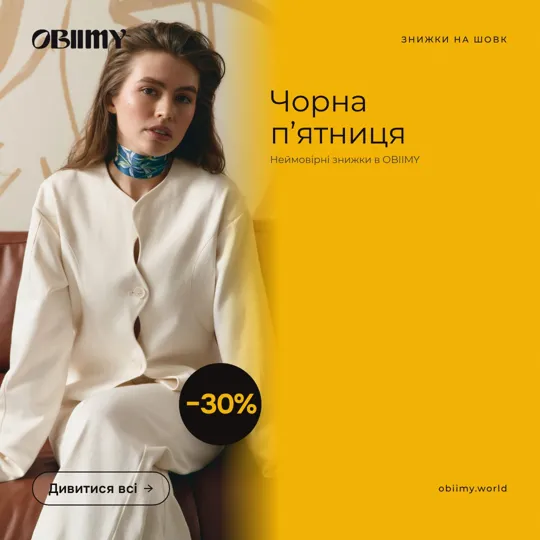 OBIIMY
ЗНИЖКИ НА ШОВК
Чорна
п’ятниця
Неймовірні знижки в OBIIMY
-30%
Дивитися всі →
obiimy.world